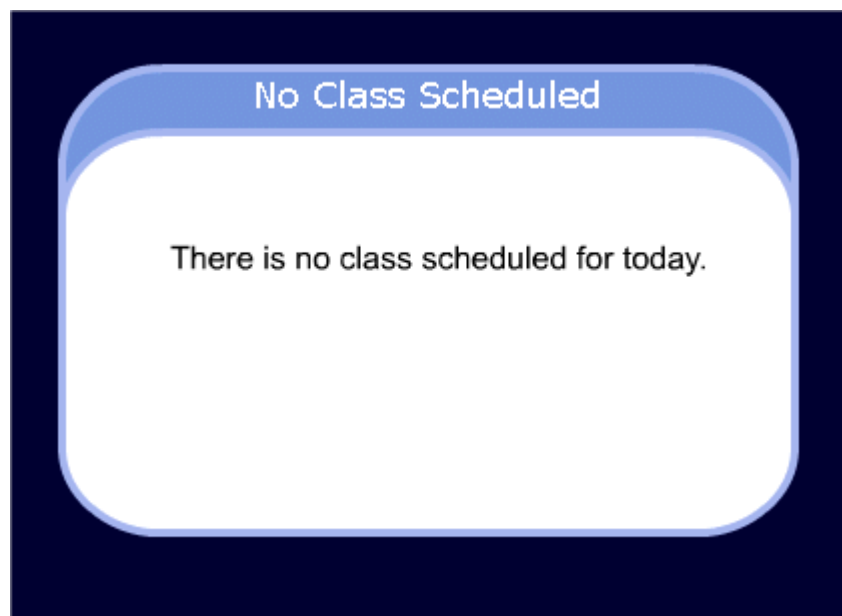 No Class Scheduled
There is no class scheduled for today.